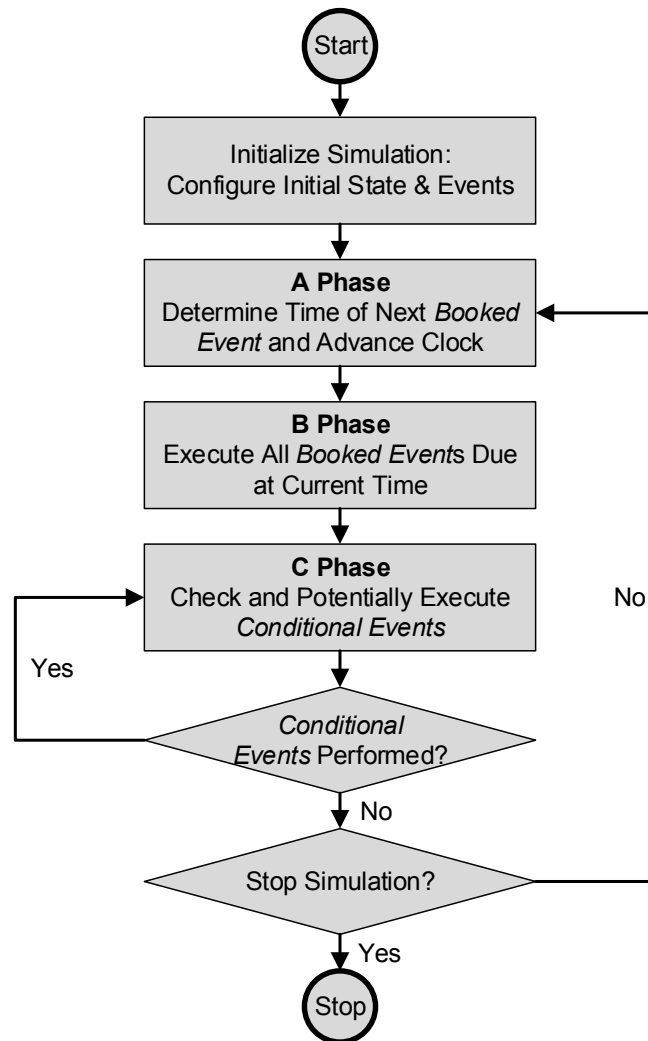 Start
Initialize Simulation:
Configure Initial State & Events
A Phase
Determine Time of Next Booked
Event and Advance Clock
B Phase
Execute All Booked Events Due
at Current Time
C Phase
Check and Potentially Execute
Conditional Events
No
Yes
Conditional
Events Performed?
No
Stop Simulation?
Yes
Stop